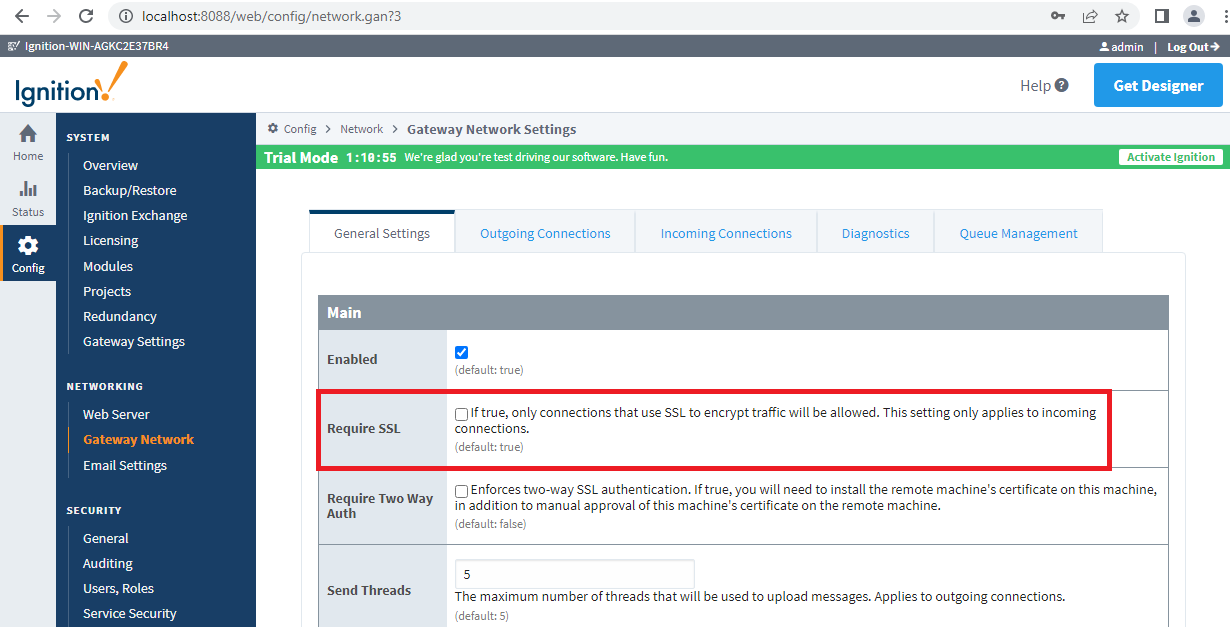 localhost:8088/web/config/network.gan?3
Ignition-WIN-AGKC2E37BR4
admin | Log Out
Ignition!
Help ?
Get Designer
Home
Status
Config
SYSTEM
Overview
Backup/Restore
Ignition Exchange
Licensing
Modules
Projects
Redundancy
Gateway Settings
NETWORKING
Web Server
Gateway Network
Email Settings
SECURITY
General
Auditing
Users, Roles
Service Security
Config > Network > Gateway Network Settings
Trial Mode 1:10:55 We're glad you're test driving our software. Have fun.
Activate Ignition
General Settings
Outgoing Connections
Incoming Connections
Diagnostics
Queue Management
Main
Enabled
(default: true)
Require SSL
If true, only connections that use SSL to encrypt traffic will be allowed. This setting only applies to incoming
connections.
(default: true)
Require Two Way
Auth
Enforces two-way SSL authentication. If true, you will need to install the remote machine's certificate on this machine,
in addition to manual approval of this machine's certificate on the remote machine.
(default: false)
Send Threads
5
The maximum number of threads that will be used to upload messages. Applies to outgoing connections.
(default: 5)